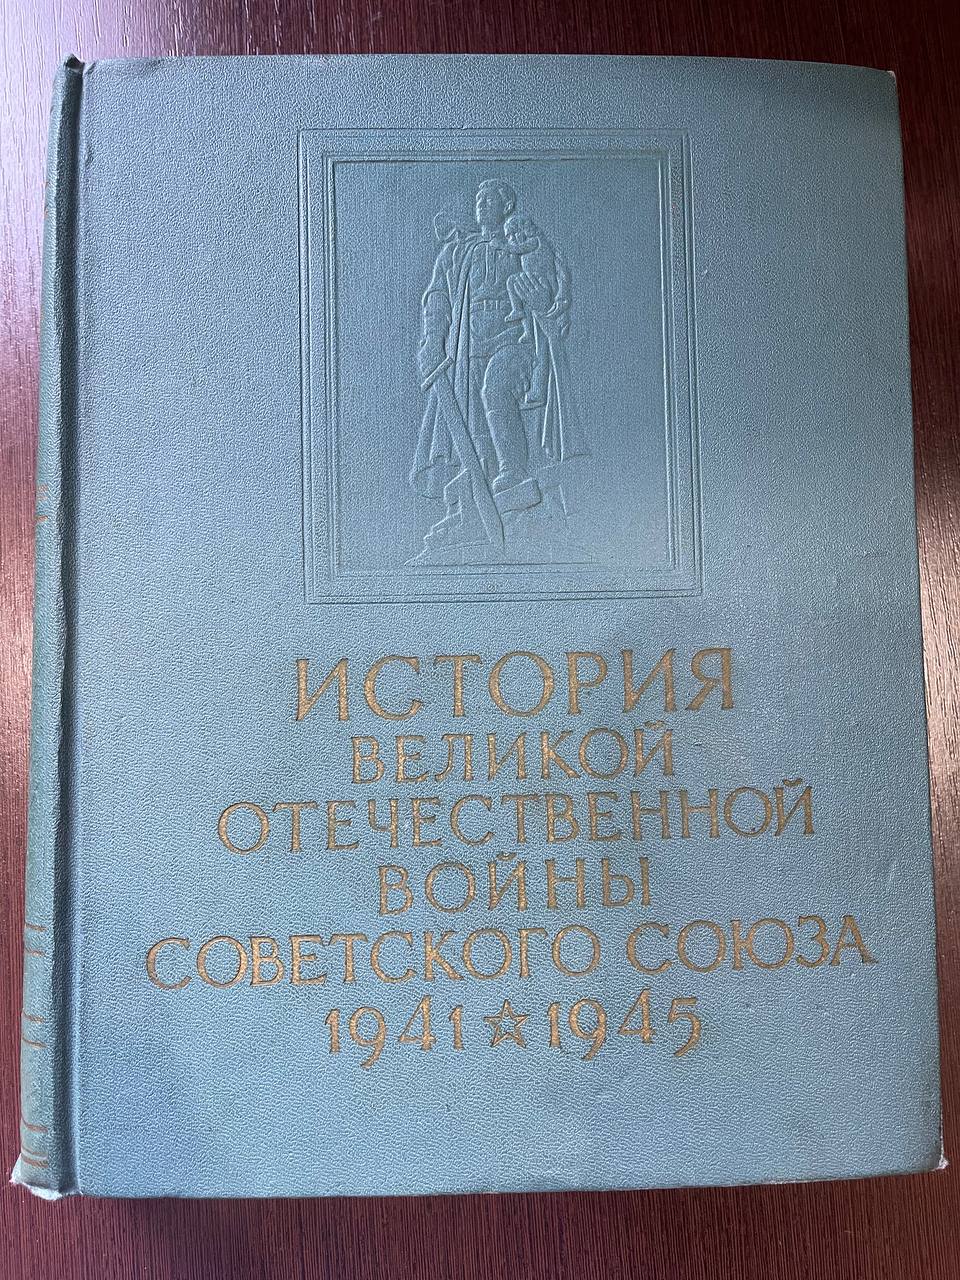 ИСТОРИЯ
ВЕЛИКОЙ
ОТЕЧЕСТВЕННОЙ
ВОЙНЫ
СОВЕТСКОГО СОЮЗА
1941☆1945